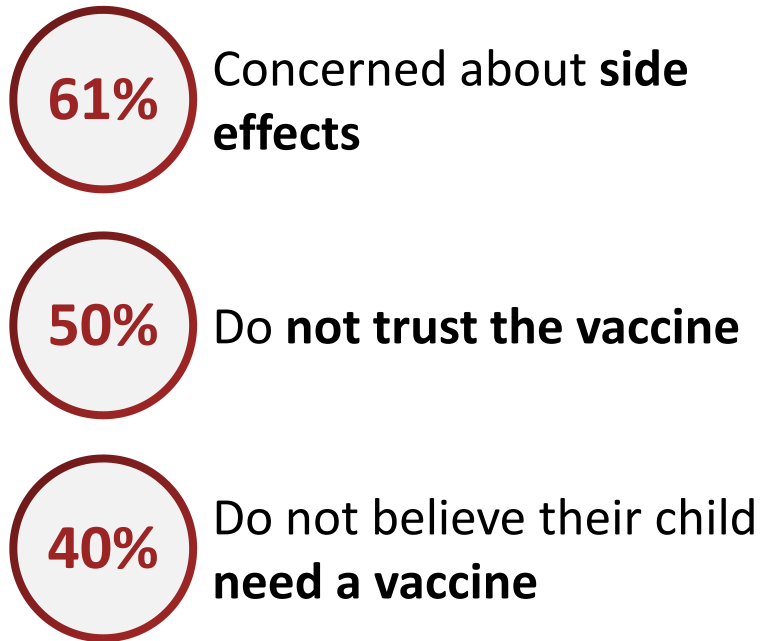 61%
Concerned about side
effects
50%
Do not trust the vaccine
40%
Do not believe their child
need a vaccine